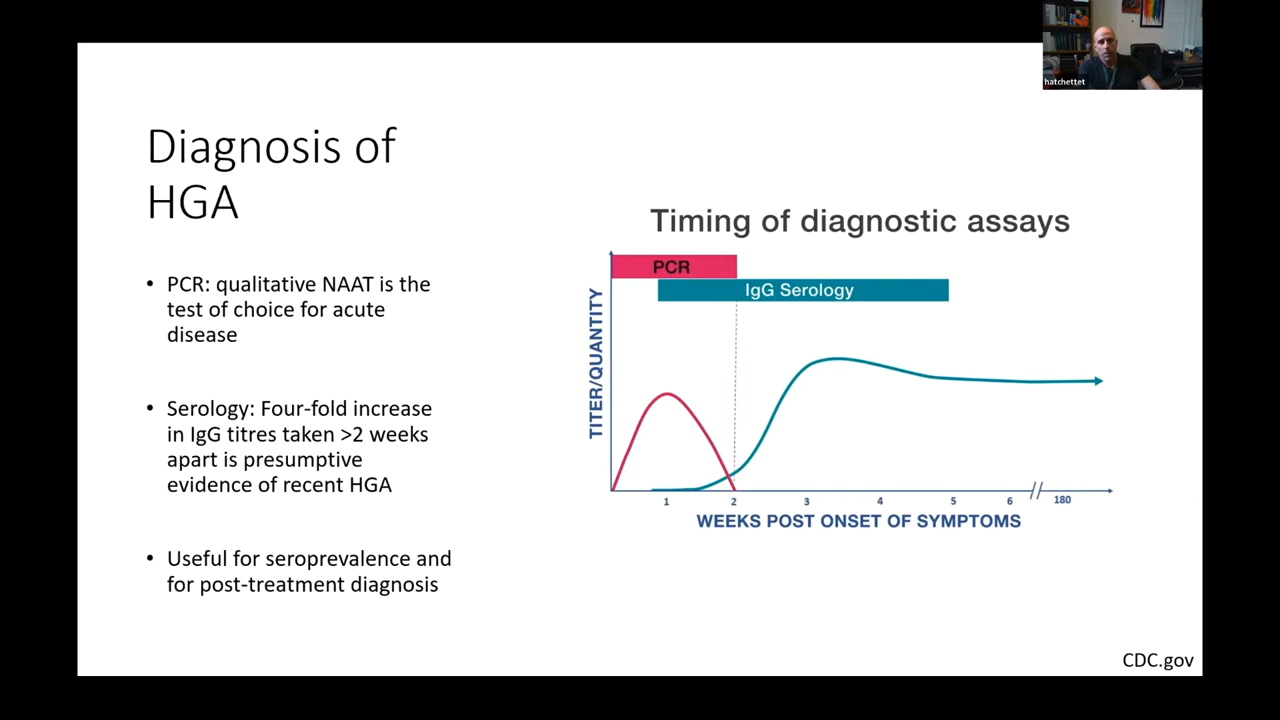 hatchettet
Diagnosis of
HGA
• PCR: qualitative NAAT is the
test of choice for acute
disease
• Serology: Four-fold increase
in IgG titres taken >2 weeks
apart is presumptive
evidence of recent HGA
• Useful for seroprevalence and
for post-treatment diagnosis
Timing of diagnostic assays
PCR
IgG Serology
TITER/QUANTITY
1 2 3 4 5 6 180
WEEKS POST ONSET OF SYMPTOMS
CDC.gov